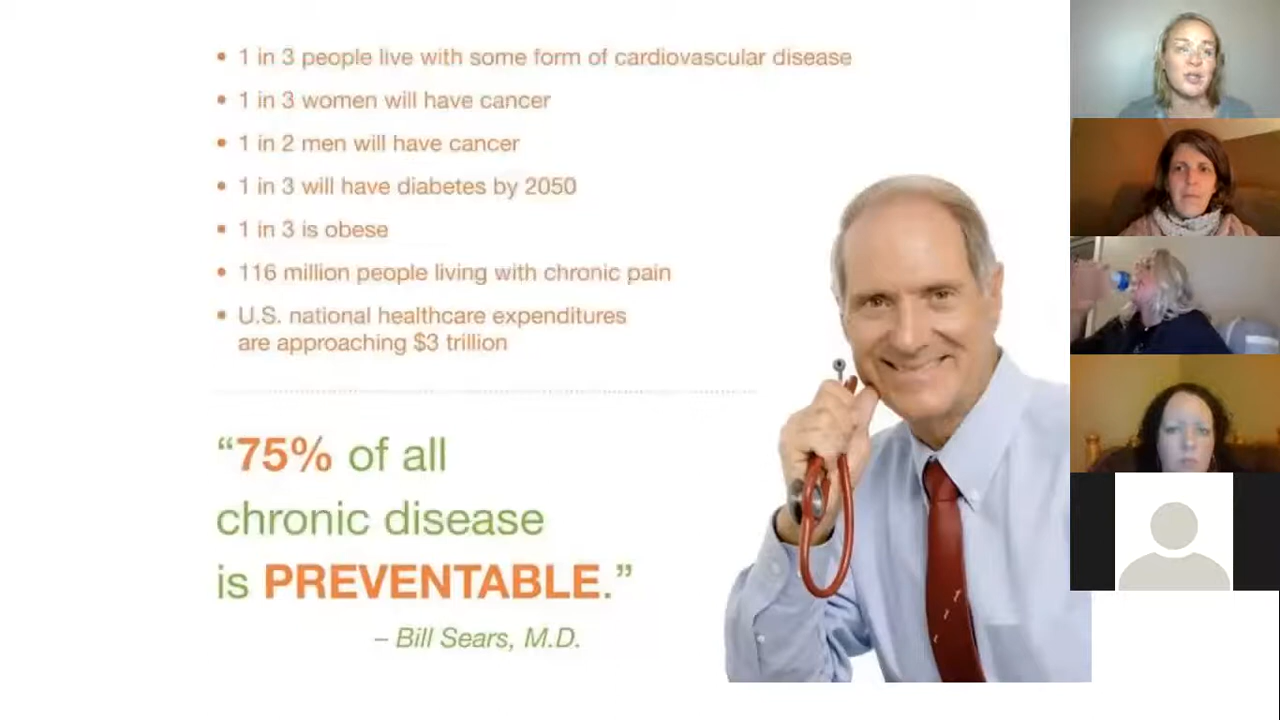 • 1 in 3 people live with some form of cardiovascular disease
• 1 in 3 women will have cancer
• 1 in 2 men will have cancer
• 1 in 3 will have diabetes by 2050
• 1 in 3 is obese
• 116 million people living with chronic pain
• U.S. national healthcare expenditures
are approaching $3 trillion
“75% of all
chronic disease
is PREVENTABLE.”
– Bill Sears, M.D.